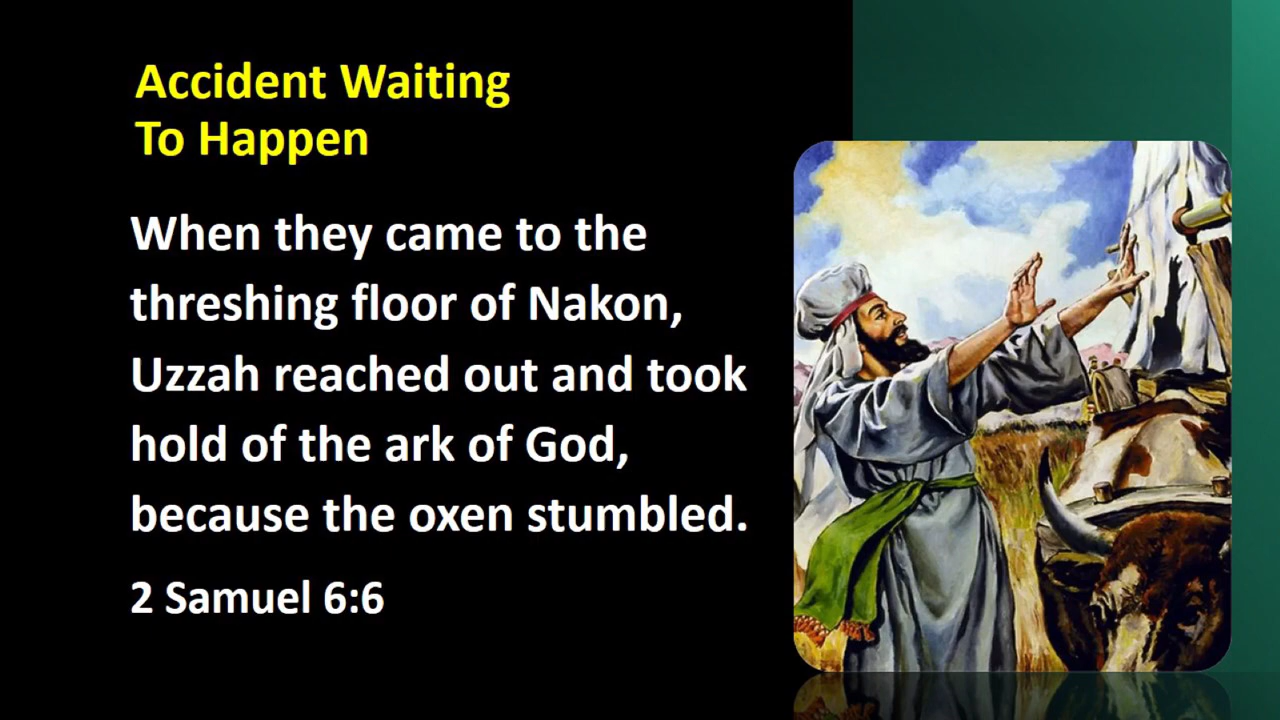 Accident Waiting
To Happen
When they came to the
threshing floor of Nakon,
Uzzah reached out and took
hold of the ark of God,
because the oxen stumbled.
2 Samuel 6:6